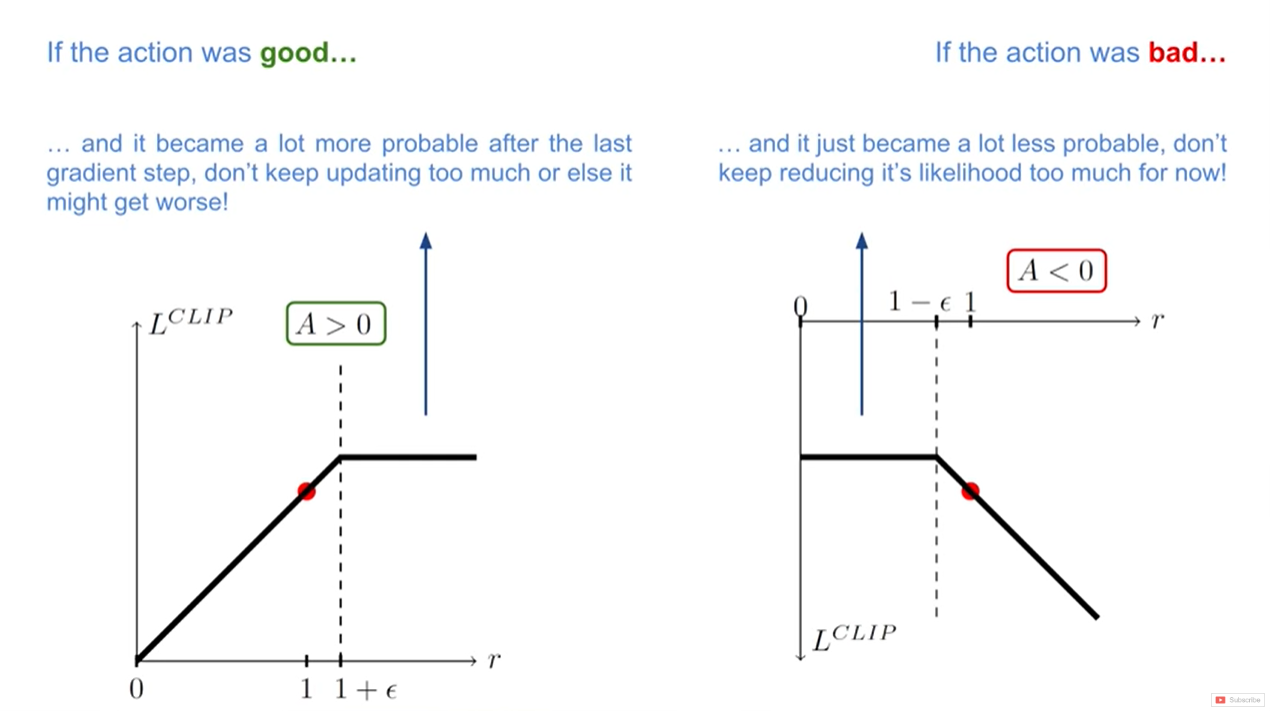 If the action was good…
If the action was bad…
… and it became a lot more probable after the last
gradient step, don't keep updating too much or else it
might get worse!
… and it just became a lot less probable, don't
keep reducing it's likelihood too much for now!
L^{CLIP}
A > 0
0
1
1 + ϵ
r
0
1 − ϵ
1
A < 0
r
L^{CLIP}
Subscribe